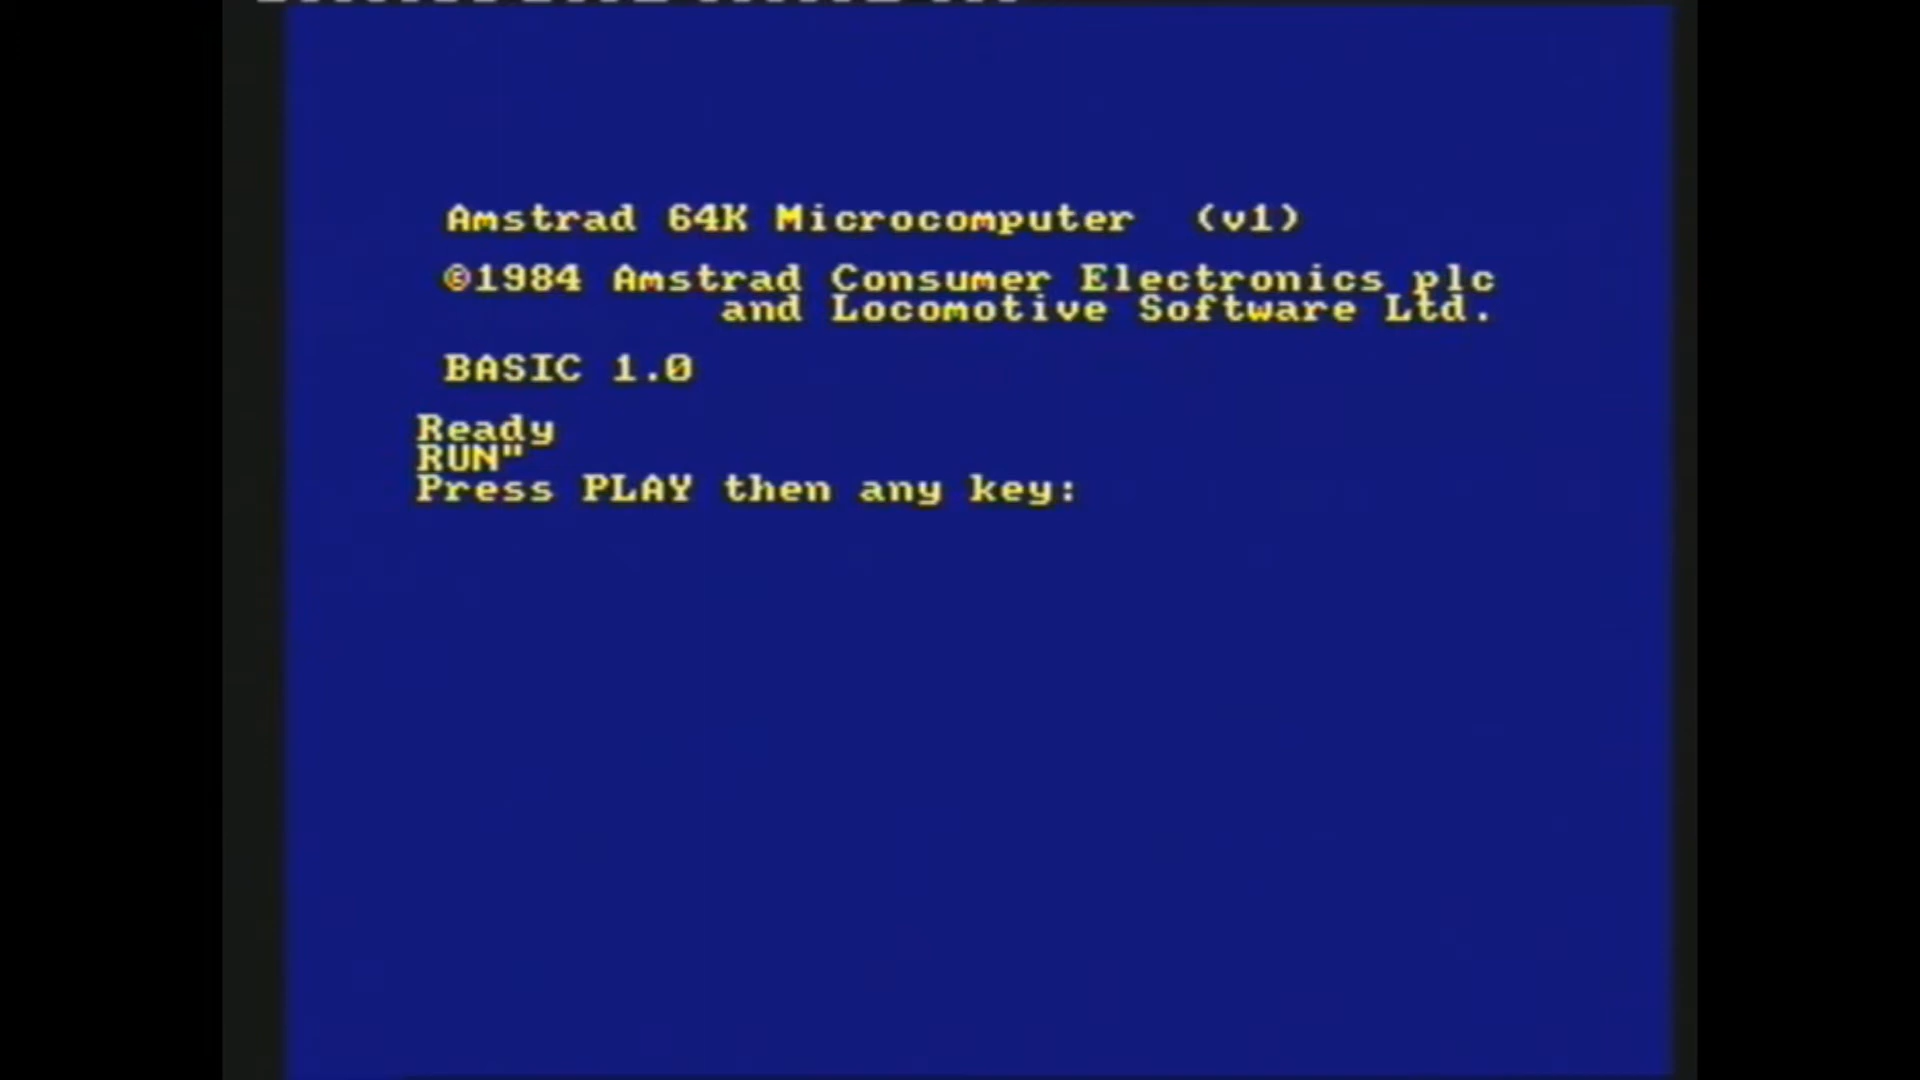 Amstrad 64K Microcomputer (v1)
©1984 Amstrad Consumer Electronics plc
and Locomotive Software Ltd.
BASIC 1.0
Ready
RUN"
Press PLAY then any key: